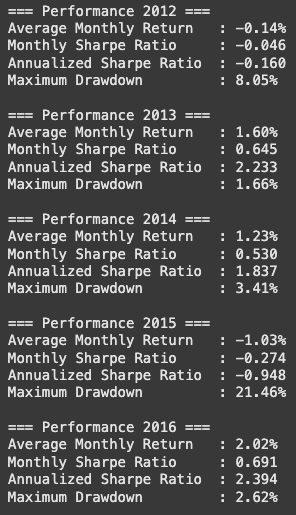 === Performance 2012 ===
Average Monthly Return   : -0.14%
Monthly Sharpe Ratio     : -0.046
Annualized Sharpe Ratio  : -0.160
Maximum Drawdown         : 8.05%

=== Performance 2013 ===
Average Monthly Return   : 1.60%
Monthly Sharpe Ratio     : 0.645
Annualized Sharpe Ratio  : 2.233
Maximum Drawdown         : 1.66%

=== Performance 2014 ===
Average Monthly Return   : 1.23%
Monthly Sharpe Ratio     : 0.530
Annualized Sharpe Ratio  : 1.837
Maximum Drawdown         : 3.41%

=== Performance 2015 ===
Average Monthly Return   : -1.03%
Monthly Sharpe Ratio     : -0.274
Annualized Sharpe Ratio  : -0.948
Maximum Drawdown         : 21.46%

=== Performance 2016 ===
Average Monthly Return   : 2.02%
Monthly Sharpe Ratio     : 0.691
Annualized Sharpe Ratio  : 2.394
Maximum Drawdown         : 2.62%